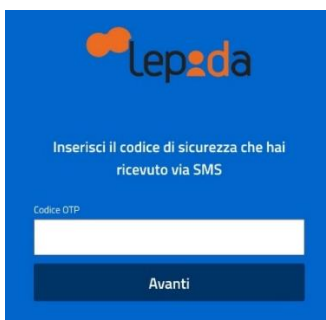 lepida
Inserisci il codice di sicurezza che hai
ricevuto via SMS
Codice OTP
Avanti